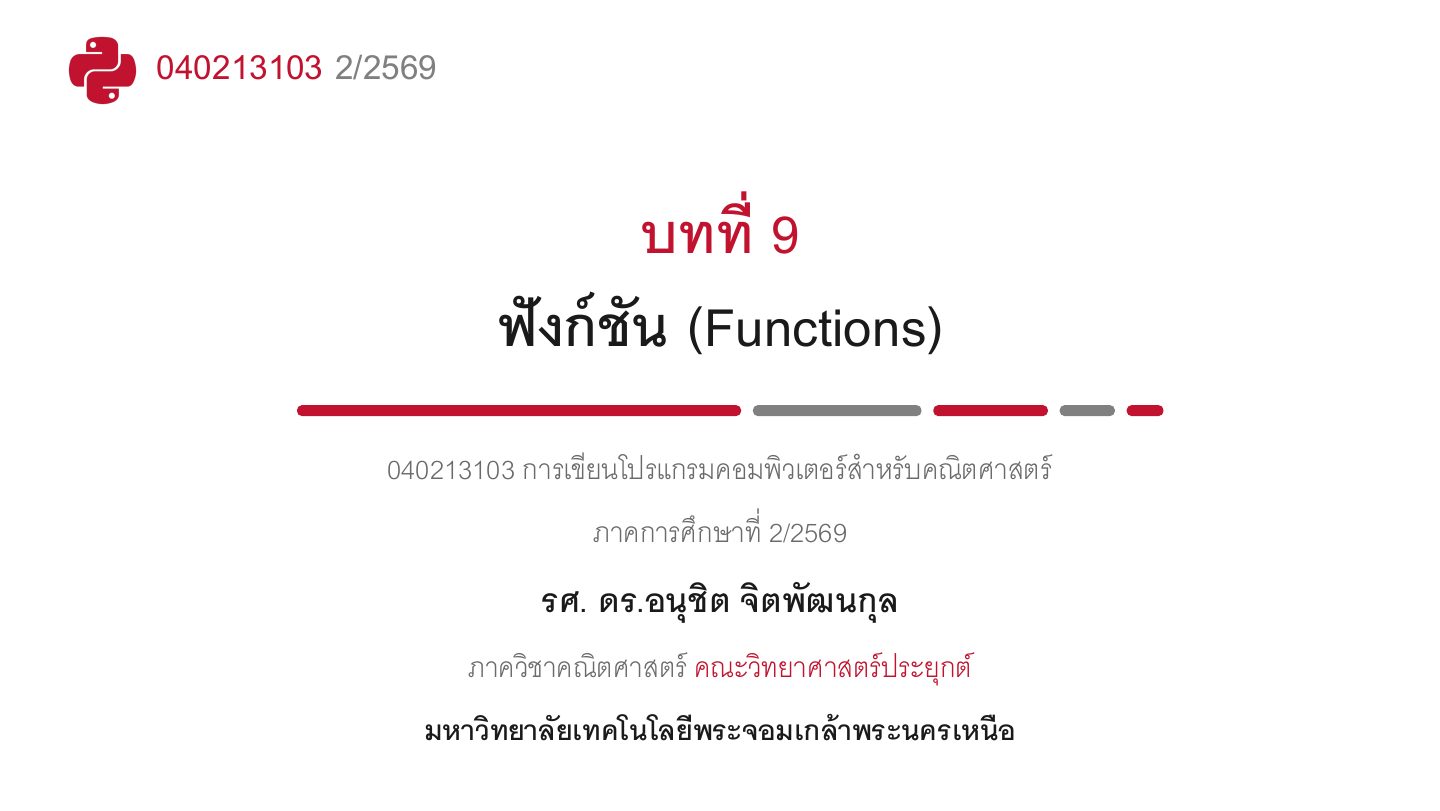 040213103 2/2569
บทที่ 9
ฟังก์ชัน (Functions)
040213103 การเขียนโปรแกรมคอมพิวเตอร์สำหรับคณิตศาสตร์
ภาคการศึกษาที่ 2/2569
รศ. ดร.อนุชิต จิตพัฒนกุล
ภาควิชาคณิตศาสตร์ คณะวิทยาศาสตร์ประยุกต์
มหาวิทยาลัยเทคโนโลยีพระจอมเกล้าพระนครเหนือ